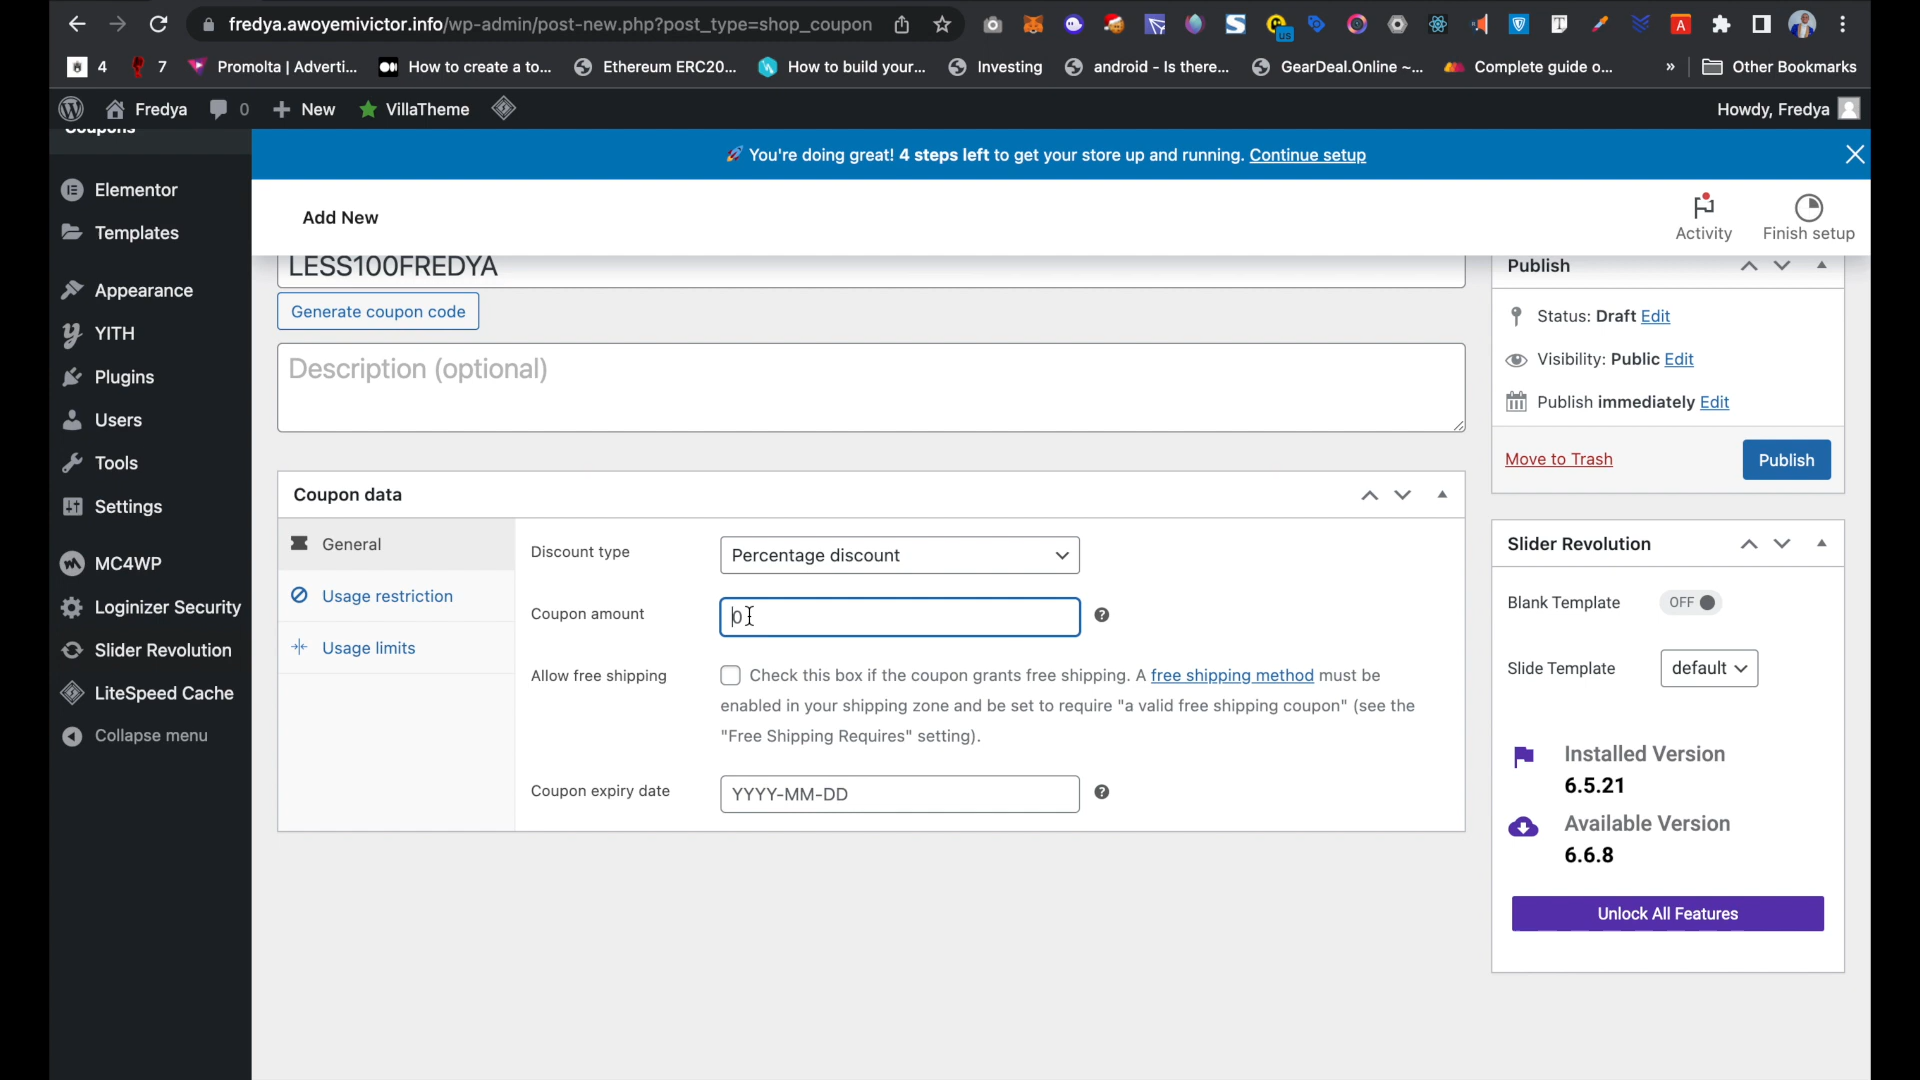 fredya.awoyemivictor.info/wp-admin/post-new.php?post_type=shop_coupon
us
4
7
Promolta | Adverti...
How to create a to...
Ethereum ERC20...
How to build your...
Investing
android - Is there...
GearDeal.Online ~...
Complete guide o...
»
Other Bookmarks
Fredya
0
New
VillaTheme
Howdy, Fredya
Coupons
🚀 You're doing great! 4 steps left to get your store up and running. Continue setup
Elementor
Templates
Appearance
YITH
Plugins
Users
Tools
Settings
MC4WP
Loginizer Security
Slider Revolution
LiteSpeed Cache
Collapse menu
Add New
Activity
Finish setup
LESS100FREDYA
Generate coupon code
Description (optional)
Coupon data
General
Usage restriction
Usage limits
Discount type
Percentage discount
Coupon amount
0
Allow free shipping
Check this box if the coupon grants free shipping. A free shipping method must be
enabled in your shipping zone and be set to require "a valid free shipping coupon" (see the
"Free Shipping Requires" setting).
Coupon expiry date
YYYY-MM-DD
Publish
Status: Draft Edit
Visibility: Public Edit
Publish immediately Edit
Move to Trash
Publish
Slider Revolution
Blank Template
OFF
Slide Template
default
Installed Version
6.5.21
Available Version
6.6.8
Unlock All Features